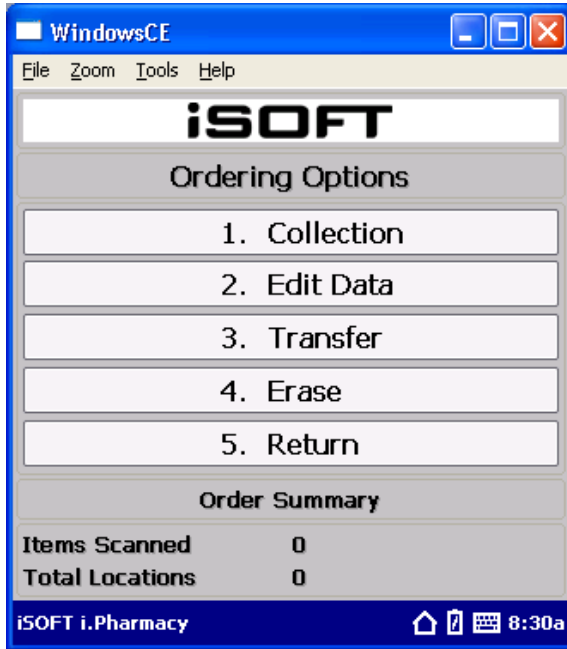 WindowsCE
File Zoom Tools Help
iSOFT
Ordering Options
1. Collection
2. Edit Data
3. Transfer
4. Erase
5. Return
Order Summary
Items Scanned 0
Total Locations 0
iSOFT i.Pharmacy 8:30a